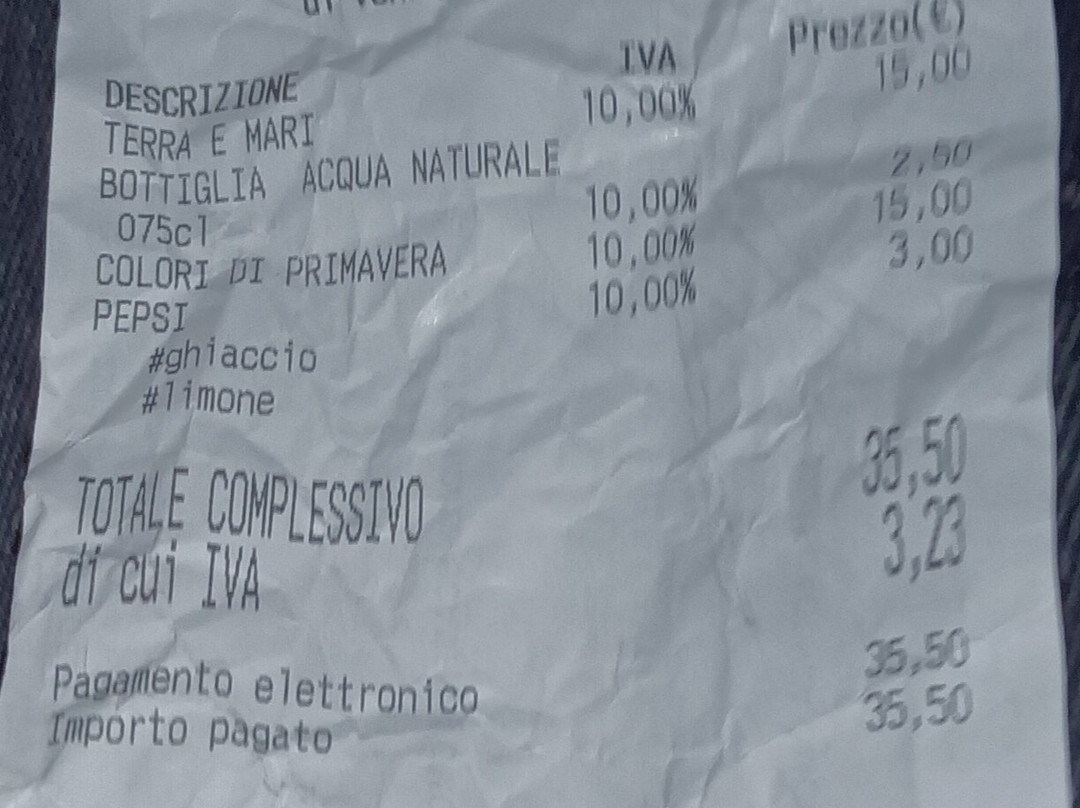 IVA Prezzo(€)
DESCRIZIONE
TERRA E MARI 10,00% 15,00
BOTTIGLIA ACQUA NATURALE
075cl 10,00% 2,50
COLORI DI PRIMAVERA 10,00% 15,00
PEPSI 10,00% 3,00
#ghiaccio
#limone
TOTALE COMPLESSIVO 35,50
di cui IVA 3,23
Pagamento elettronico 35,50
Importo pagato 35,50